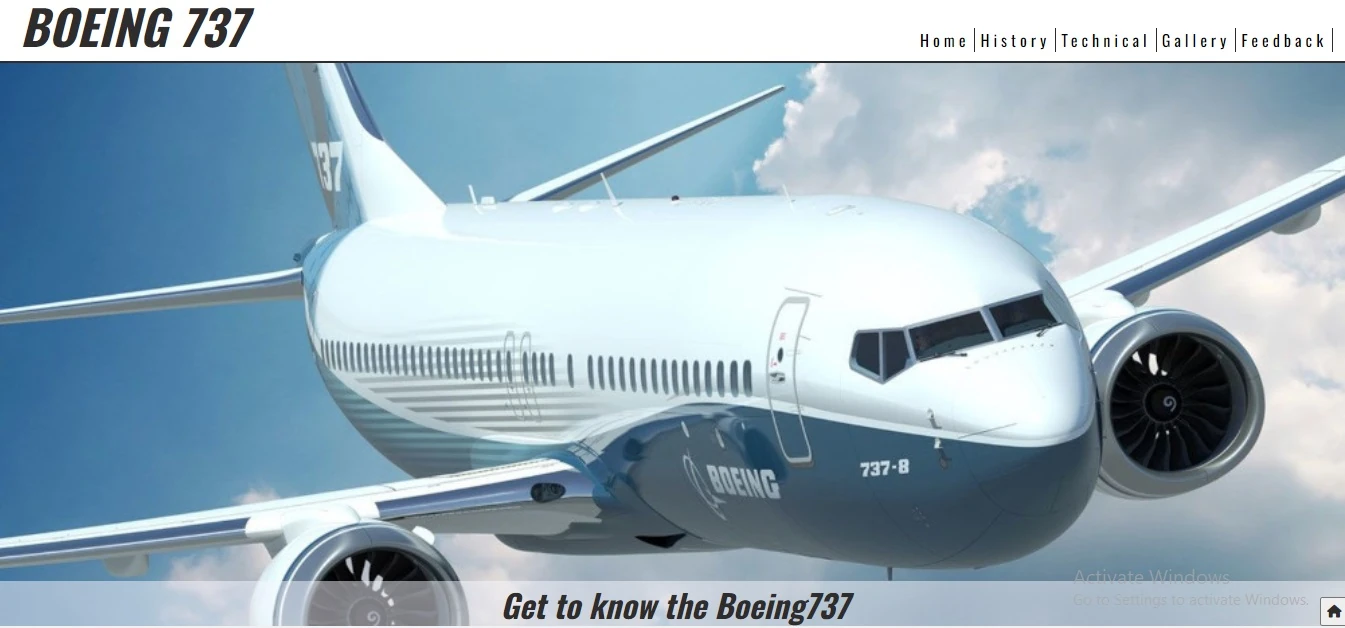 BOEING 737
Home History Technical Gallery Feedback
737
BOEING
737-8
Activate Windows
Go to Settings to activate Windows.
Get to know the Boeing737